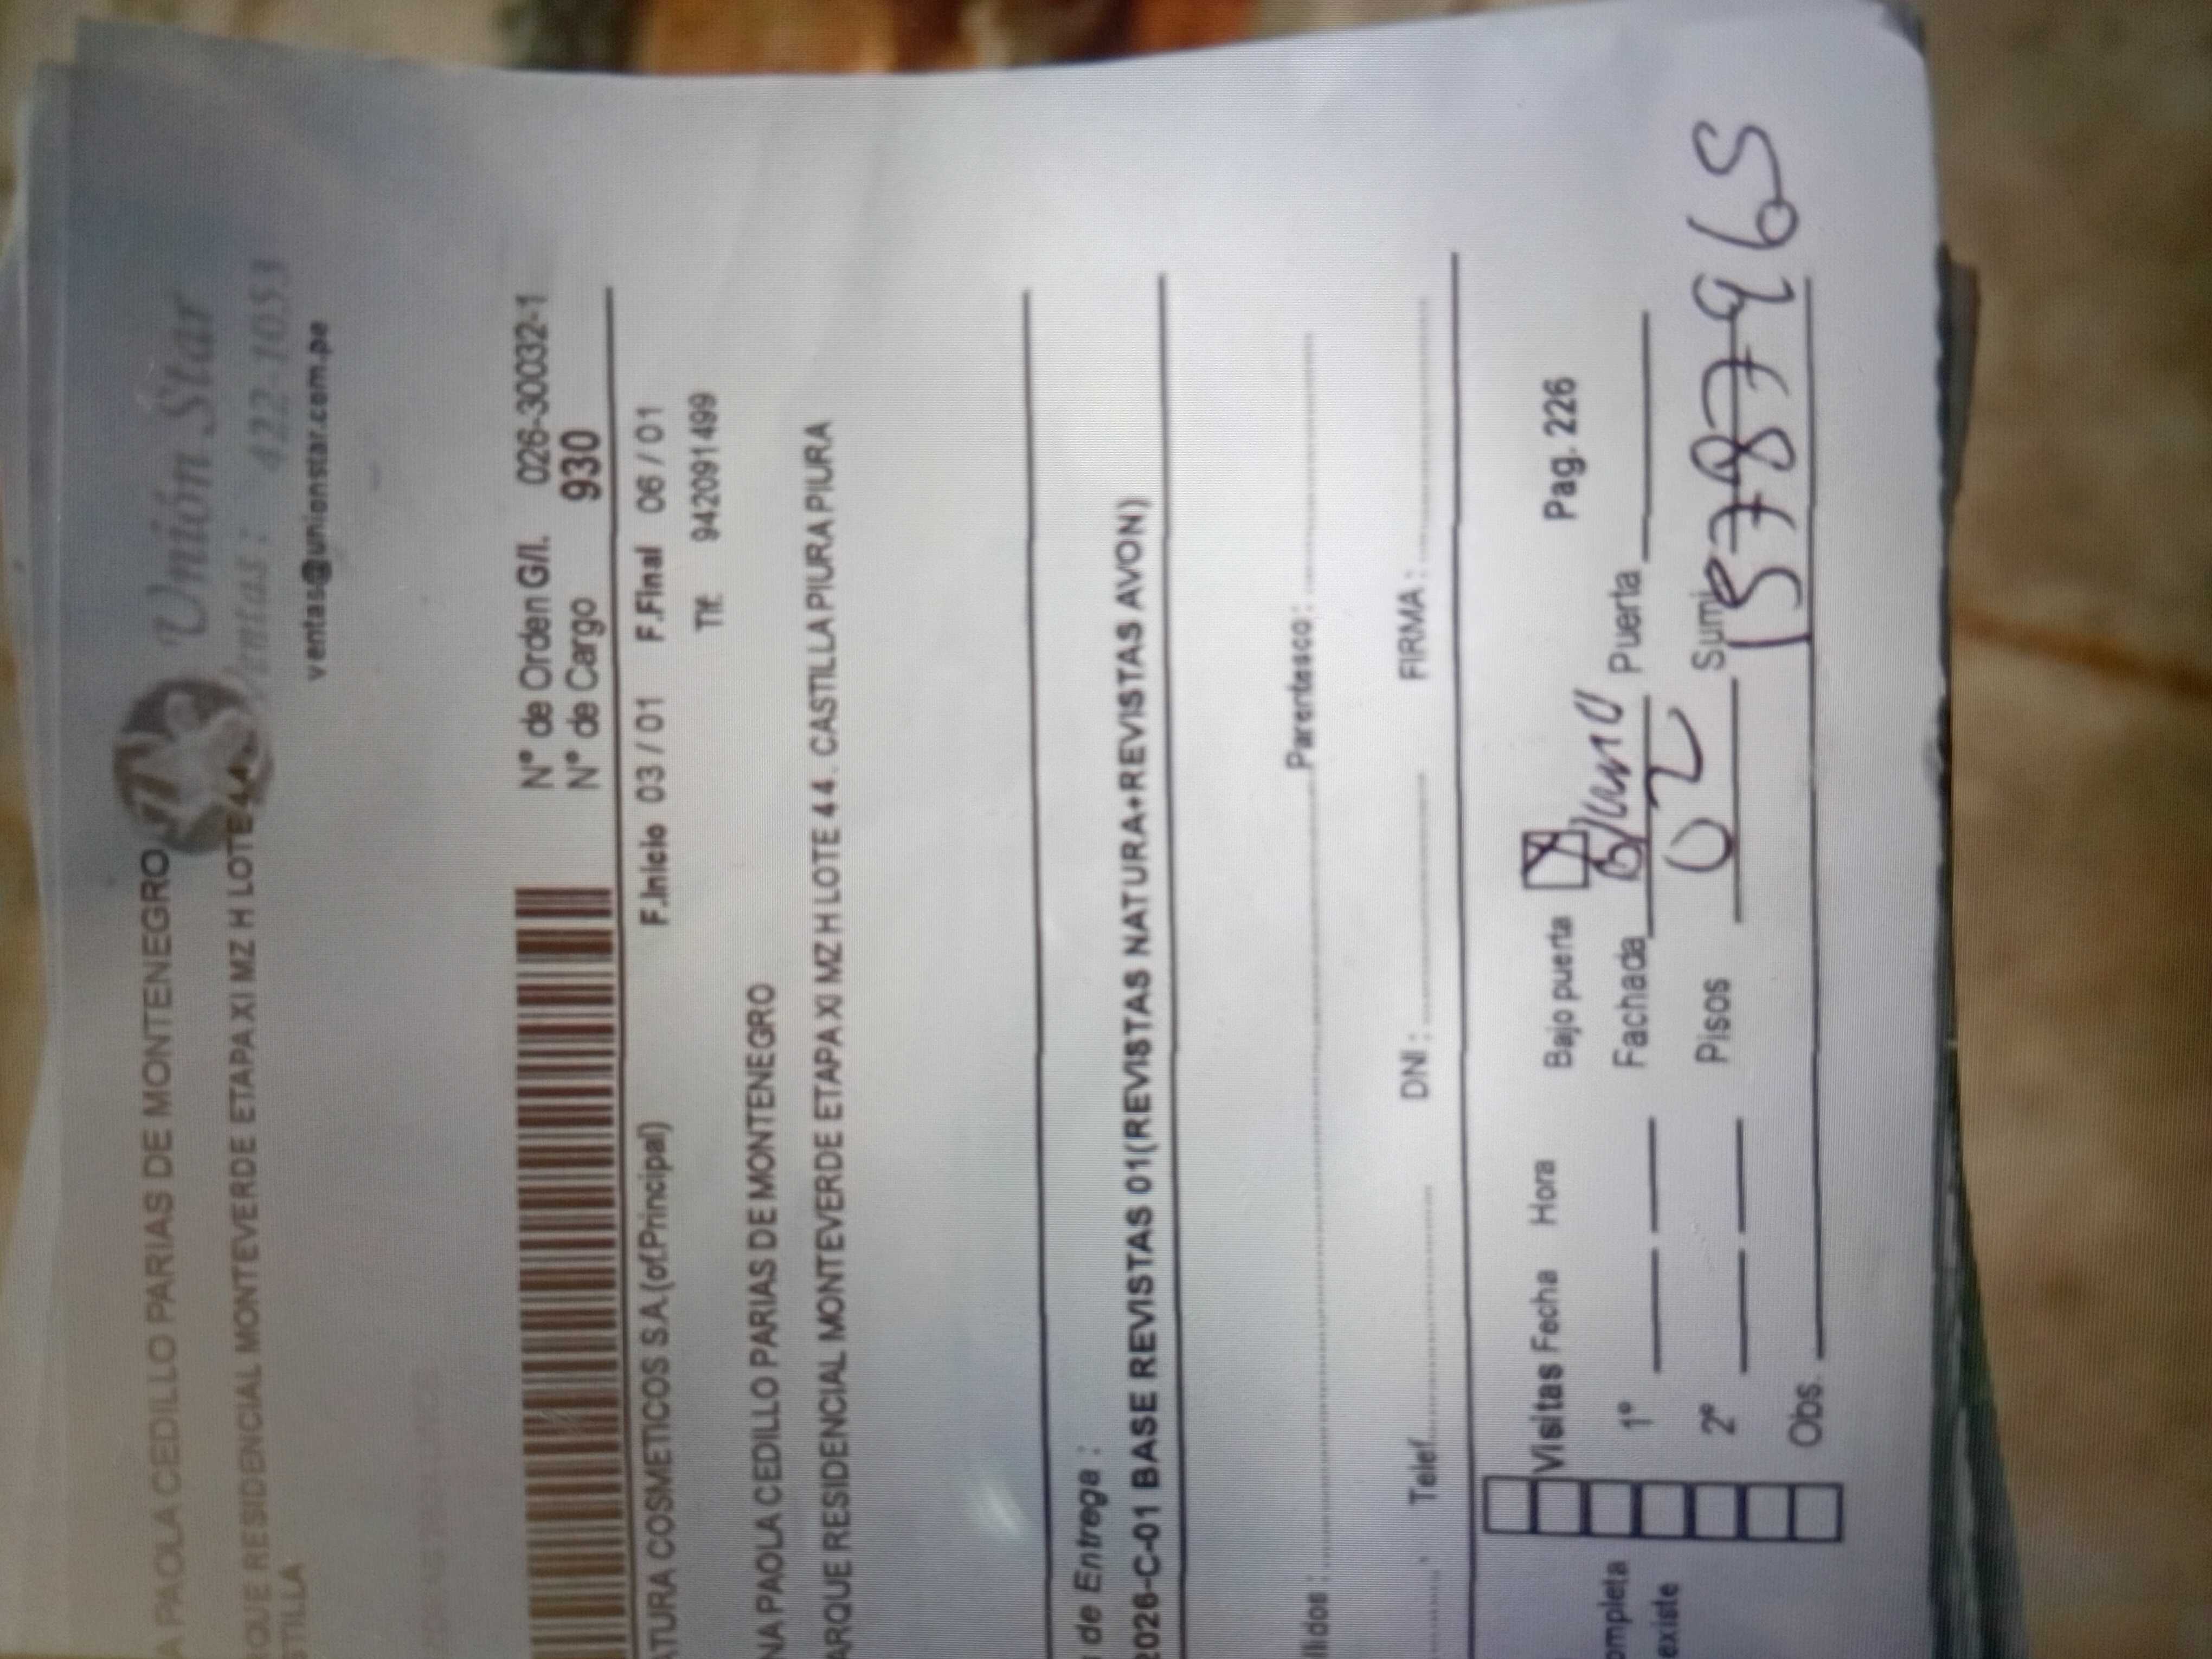 A PAOLA CEDILLO PARIAS DE MONTENEGRO
RQUE RESIDENCIAL MONTEVERDE ETAPA XI MZ H LOTE 44
STILLA
Unión Star
Ventas : 422-1053
ventas@unionstar.com.pe
N° de Orden G/I. 026-30032-1
N° de Cargo 930
ATURA COSMETICOS S.A.(of.Principal) F.Inicio 03 / 01 F.Final 06 / 01
Tlf. 9420991499
NA PAOLA CEDILLO PARIAS DE MONTENEGRO
ARQUE RESIDENCIAL MONTEVERDE ETAPA XI MZ H LOTE 44 . CASTILLA PIURA PIURA
de Entrega :
2026-C-01 BASE REVISTAS 01(REVISTAS NATURA+REVISTAS AVON)
llidos : Parentesco :
Telef. DNI : FIRMA :
Visitas Fecha Hora Bajo puerta Pag. 226
ompleta 1° Fachada Blanco Puerta
existe 2° Pisos 02 Sumi
Obs.